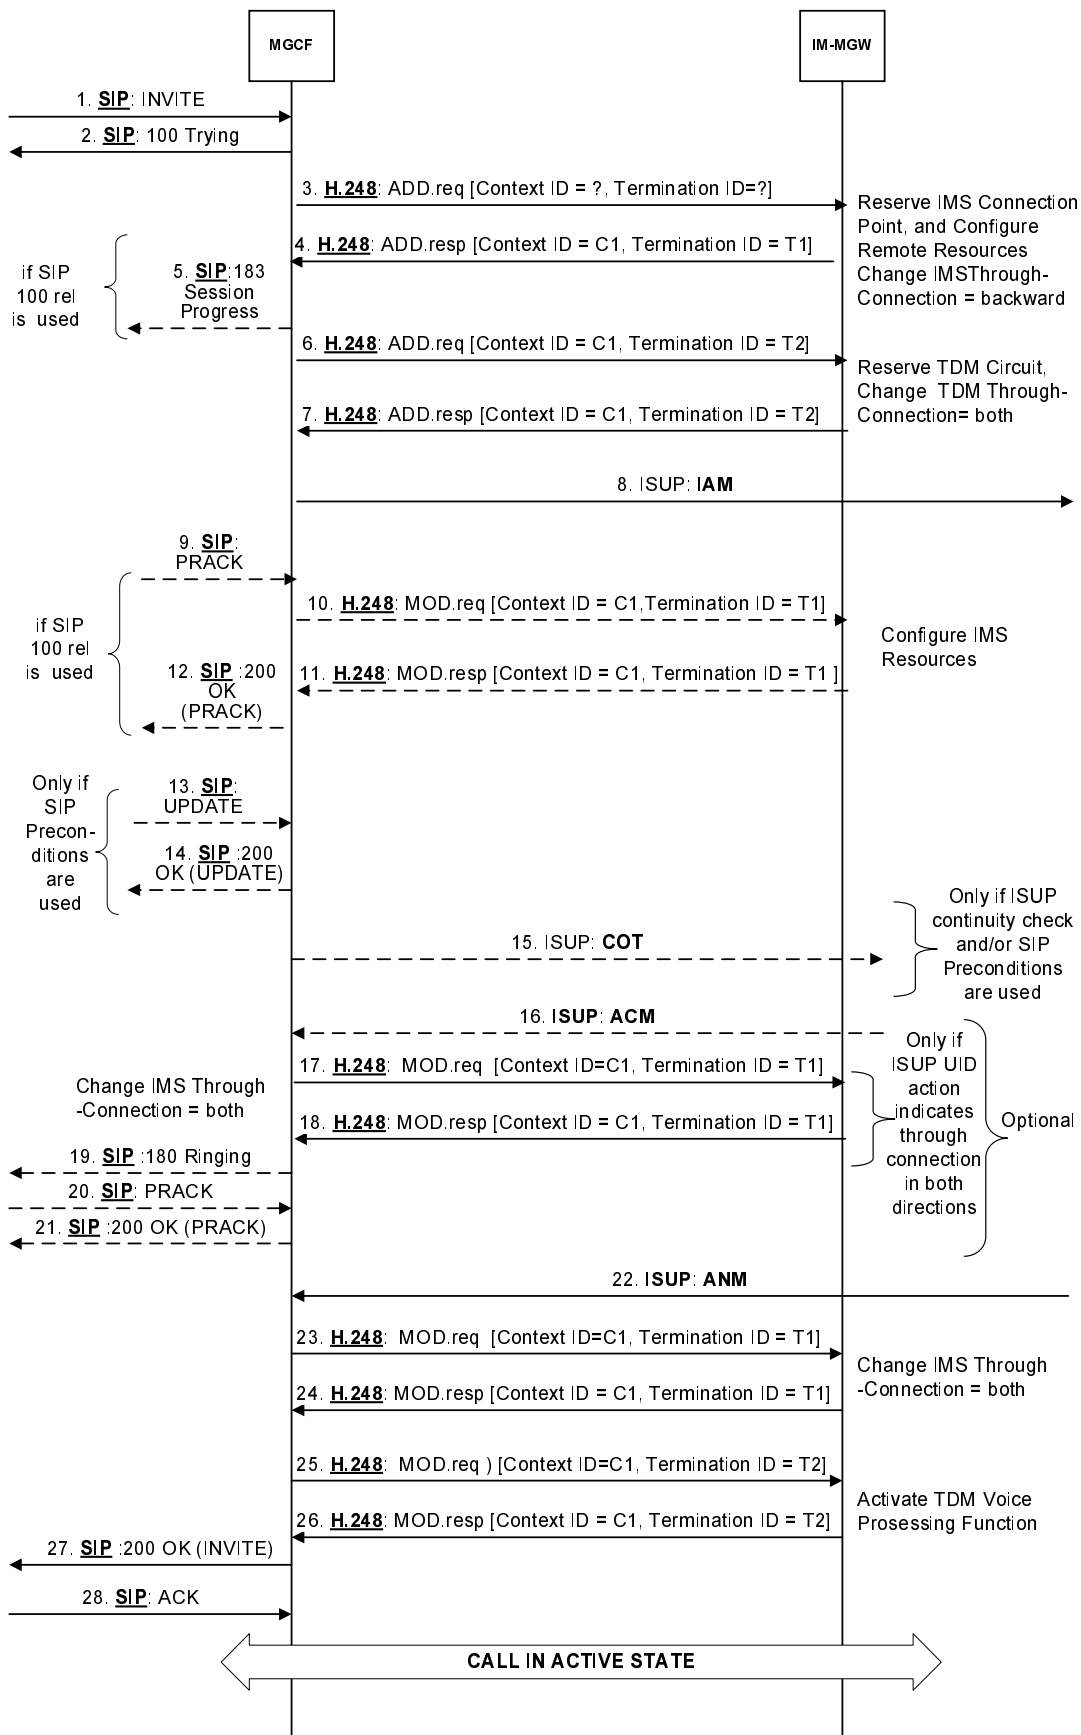 MGCF
IM-MGW
1. SIP: INVITE
2. SIP: 100 Trying
3. H.248: ADD.req [Context ID = ?, Termination ID=?]
Reserve IMS Connection
Point, and Configure
Remote Resources
Change IMSThrough-
Connection = backward
4. H.248: ADD.resp [Context ID = C1, Termination ID = T1]
if SIP
100 rel
is used
5. SIP:183
Session
Progress
6. H.248: ADD.req [Context ID = C1, Termination ID = T2]
Reserve TDM Circuit,
Change TDM Through-
Connection= both
7. H.248: ADD.resp [Context ID = C1, Termination ID = T2]
8. ISUP: IAM
9. SIP:
PRACK
if SIP
100 rel
is used
10. H.248: MOD.req [Context ID = C1,Termination ID = T1]
Configure IMS
Resources
11. H.248: MOD.resp [Context ID = C1, Termination ID = T1 ]
12. SIP :200
OK
(PRACK)
Only if
SIP
Precon-
ditions
are
used
13. SIP:
UPDATE
14. SIP :200
OK (UPDATE)
15. ISUP: COT
Only if ISUP
continuity check
and/or SIP
Preconditions
are used
16. ISUP: ACM
17. H.248: MOD.req [Context ID=C1, Termination ID = T1]
Change IMS Through
-Connection = both
18. H.248: MOD.resp [Context ID = C1, Termination ID = T1]
Only if
ISUP UID
action
indicates
through
connection
in both
directions
Optional
19. SIP :180 Ringing
20. SIP: PRACK
21. SIP :200 OK (PRACK)
22. ISUP: ANM
23. H.248: MOD.req [Context ID=C1, Termination ID = T1]
Change IMS Through
-Connection = both
24. H.248: MOD.resp [Context ID = C1, Termination ID = T1]
25. H.248: MOD.req ) [Context ID=C1, Termination ID = T2]
Activate TDM Voice
Prosessing Function
26. H.248: MOD.resp [Context ID = C1, Termination ID = T2]
27. SIP :200 OK (INVITE)
28. SIP: ACK
CALL IN ACTIVE STATE